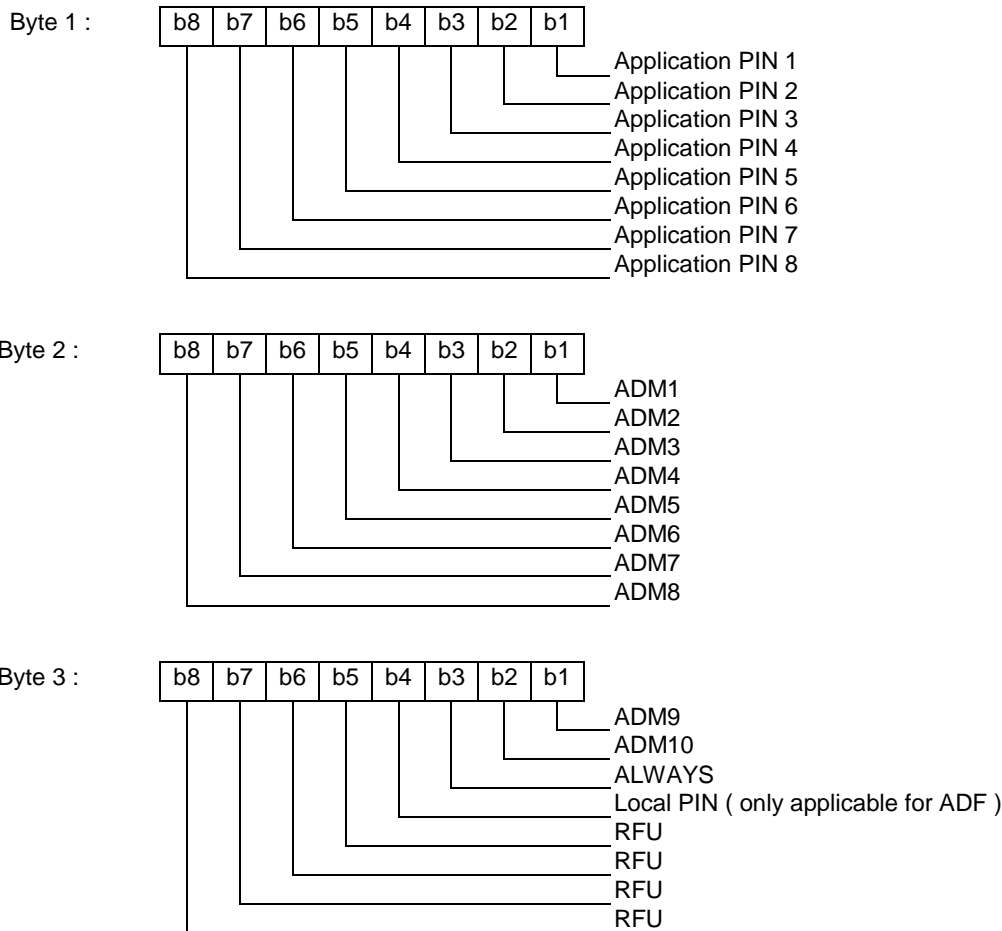 Byte 1 : b8 b7 b6 b5 b4 b3 b2 b1
Application PIN 1
Application PIN 2
Application PIN 3
Application PIN 4
Application PIN 5
Application PIN 6
Application PIN 7
Application PIN 8
Byte 2 : b8 b7 b6 b5 b4 b3 b2 b1
ADM1
ADM2
ADM3
ADM4
ADM5
ADM6
ADM7
ADM8
Byte 3 : b8 b7 b6 b5 b4 b3 b2 b1
ADM9
ADM10
ALWAYS
Local PIN ( only applicable for ADF )
RFU
RFU
RFU
RFU